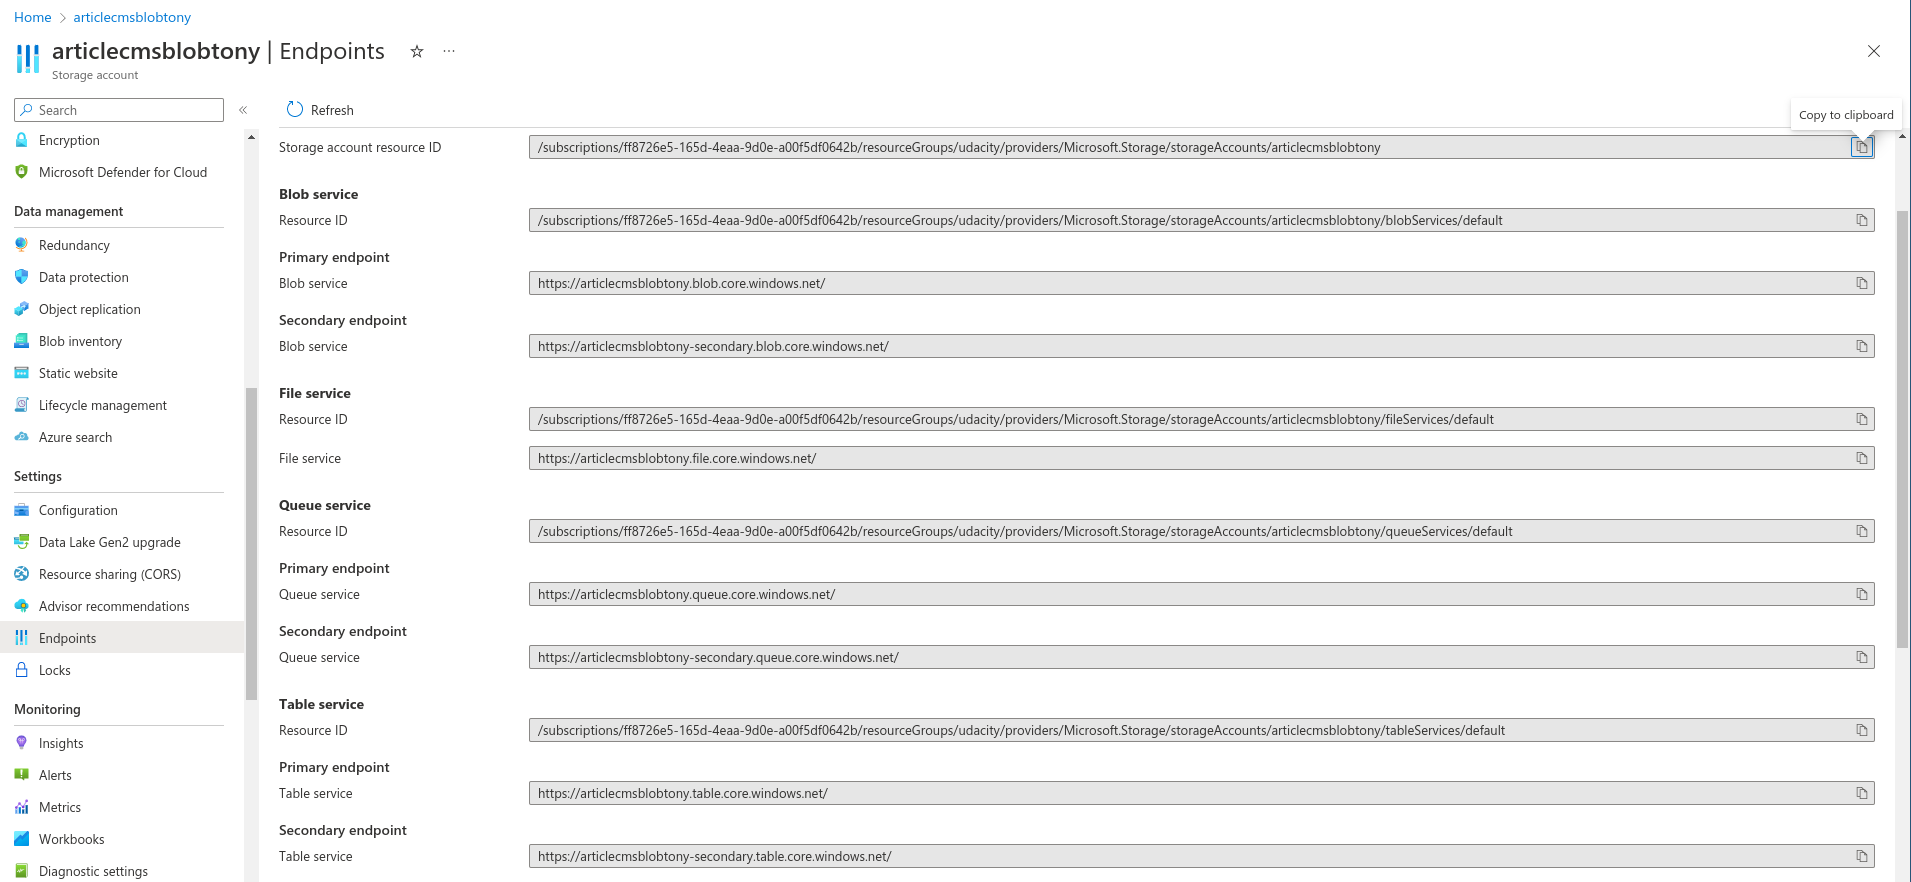 Home > articlecmsblobtony
articlecmsblobtony | Endpoints
Storage account
Search
Encryption
Microsoft Defender for Cloud
Data management
Redundancy
Data protection
Object replication
Blob inventory
Static website
Lifecycle management
Azure search
Settings
Configuration
Data Lake Gen2 upgrade
Resource sharing (CORS)
Advisor recommendations
Endpoints
Locks
Monitoring
Insights
Alerts
Metrics
Workbooks
Diagnostic settings
Refresh
Copy to clipboard
Storage account resource ID /subscriptions/ff8726e5-165d-4eaa-9d0e-a00f5df0642b/resourceGroups/udacity/providers/Microsoft.Storage/storageAccounts/articlecmsblobtony
Blob service
Resource ID /subscriptions/ff8726e5-165d-4eaa-9d0e-a00f5df0642b/resourceGroups/udacity/providers/Microsoft.Storage/storageAccounts/articlecmsblobtony/blobServices/default
Primary endpoint
Blob service https://articlecmsblobtony.blob.core.windows.net/
Secondary endpoint
Blob service https://articlecmsblobtony-secondary.blob.core.windows.net/
File service
Resource ID /subscriptions/ff8726e5-165d-4eaa-9d0e-a00f5df0642b/resourceGroups/udacity/providers/Microsoft.Storage/storageAccounts/articlecmsblobtony/fileServices/default
File service https://articlecmsblobtony.file.core.windows.net/
Queue service
Resource ID /subscriptions/ff8726e5-165d-4eaa-9d0e-a00f5df0642b/resourceGroups/udacity/providers/Microsoft.Storage/storageAccounts/articlecmsblobtony/queueServices/default
Primary endpoint
Queue service https://articlecmsblobtony.queue.core.windows.net/
Secondary endpoint
Queue service https://articlecmsblobtony-secondary.queue.core.windows.net/
Table service
Resource ID /subscriptions/ff8726e5-165d-4eaa-9d0e-a00f5df0642b/resourceGroups/udacity/providers/Microsoft.Storage/storageAccounts/articlecmsblobtony/tableServices/default
Primary endpoint
Table service https://articlecmsblobtony.table.core.windows.net/
Secondary endpoint
Table service https://articlecmsblobtony-secondary.table.core.windows.net/